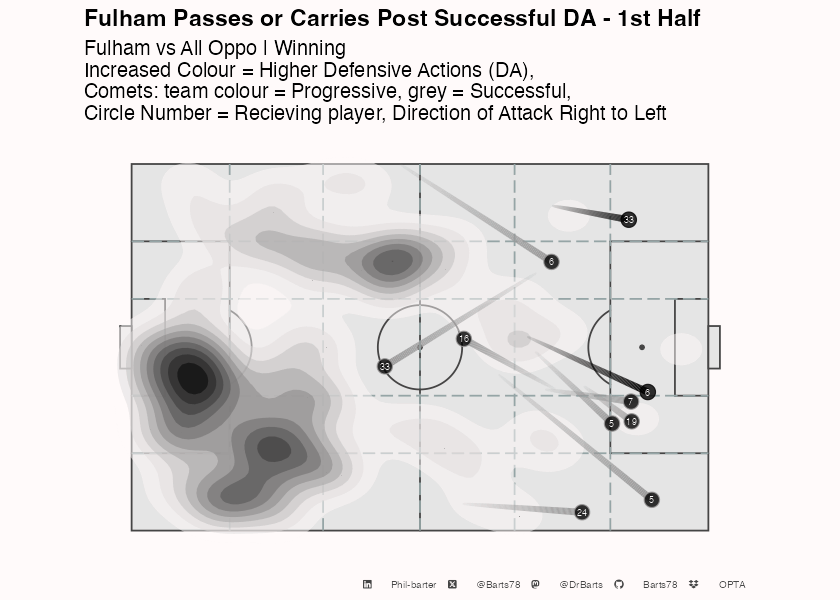 Fulham Passes or Carries Post Successful DA - 1st Half
Fulham vs All Oppo | Winning
Increased Colour = Higher Defensive Actions (DA),
Comets: team colour = Progressive, grey = Successful,
Circle Number = Recieving player, Direction of Attack Right to Left
33
6
16
33
6
7
19
5
5
24
Phil-barter @Barts78 @DrBarts Barts78 OPTA